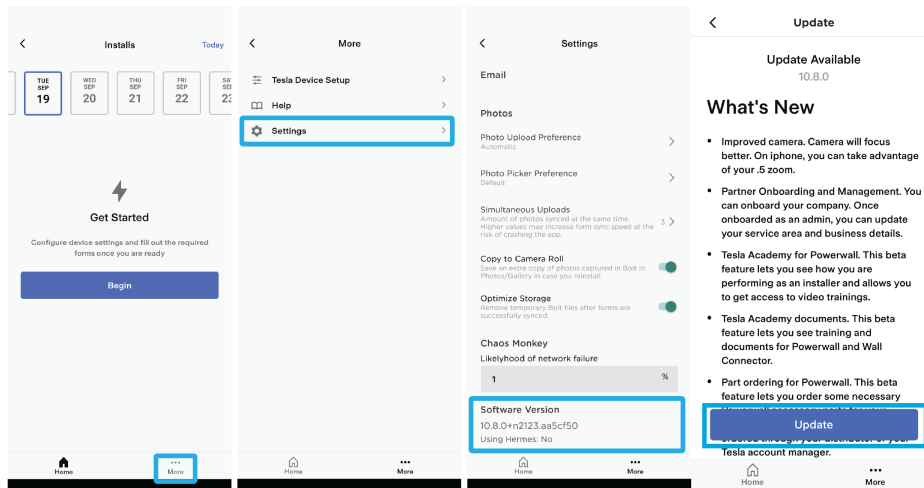 Installs
Today
TUE
SEP
19
WED
SEP
20
THU
SEP
21
FRI
SEP
22
SAT
SEP
23
Get Started
Configure device settings and fill out the required
forms once you are ready
Begin
Home
More
More
Tesla Device Setup
Help
Settings
Home
More
Settings
Email
Photos
Photo Upload Preference
Automatic
Photo Picker Preference
Default
Simultaneous Uploads
Amount of photos synced at the same time.
Higher values may increase form sync speed at the
risk of crashing the app.
3
Copy to Camera Roll
Save an extra copy of photos captured in Bolt in
Photos/Gallery in case you reinstall.
Optimize Storage
Remove temporary Bolt files after forms are
successfully synced.
Chaos Monkey
Likelyhood of network failure
1 %
Software Version
10.8.0+n2123.aa5cf50
Using Hermes: No
Home
More
Update
Update Available
10.8.0
What's New
• Improved camera. Camera will focus
better. On iphone, you can take advantage
of your .5 zoom.
• Partner Onboarding and Management. You
can onboard your company. Once
onboarded as an admin, you can update
your service area and business details.
• Tesla Academy for Powerwall. This beta
feature lets you see how you are
performing as an installer and allows you
to get access to video trainings.
• Tesla Academy documents. This beta
feature lets you see training and
documents for Powerwall and Wall
Connector.
• Part ordering for Powerwall. This beta
feature lets you order some necessary
Update
ordered through your distributor or your
Tesla account manager.
Home
More